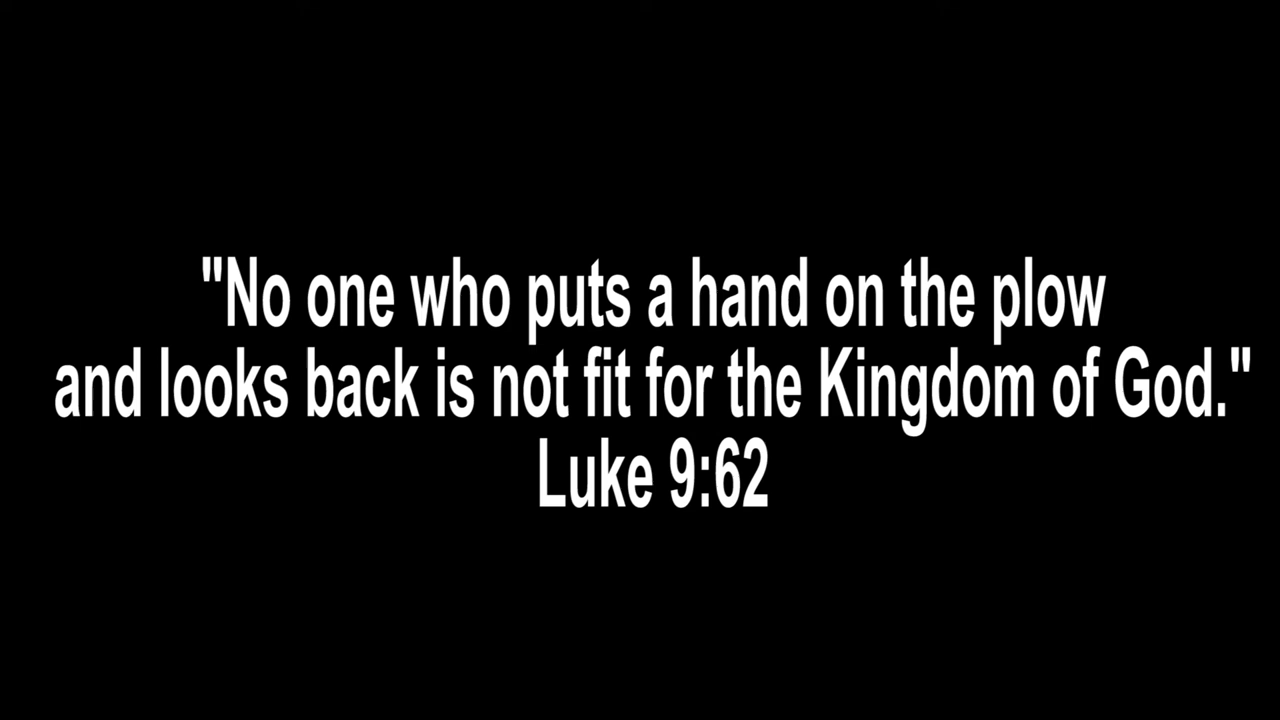 "No one who puts a hand on the plow
and looks back is not fit for the Kingdom of God."
Luke 9:62